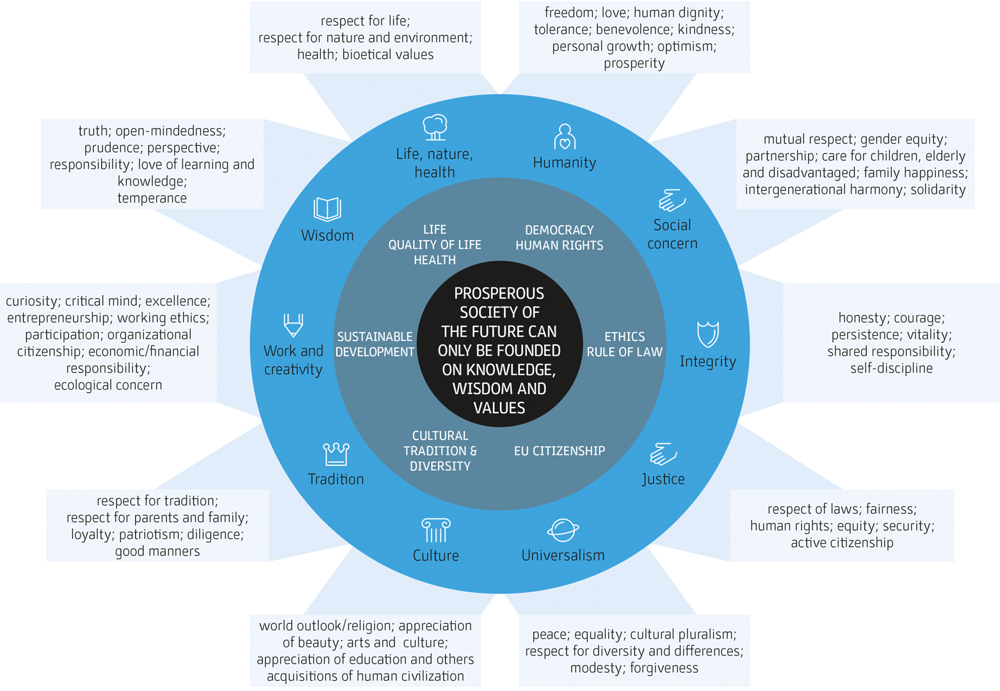 respect for life;
respect for nature and environment;
health; bioetical values
freedom; love; human dignity;
tolerance; benevolence; kindness;
personal growth; optimism;
prosperity
truth; open-mindedness;
prudence; perspective;
responsibility; love of learning and
knowledge;
temperance
mutual respect; gender equity;
partnership; care for children, elderly
and disadvantaged; family happiness;
intergenerational harmony; solidarity
Life, nature,
health
Humanity
Wisdom
Social
concern
LIFE
QUALITY OF LIFE
HEALTH
DEMOCRACY
HUMAN RIGHTS
curiosity; critical mind; excellence;
entrepreneurship; working ethics;
participation; organizational
citizenship; economic/financial
responsibility;
ecological concern
Work and
creativity
SUSTAINABLE
DEVELOPMENT
PROSPEROUS
SOCIETY OF
THE FUTURE CAN
ONLY BE FOUNDED
ON KNOWLEDGE,
WISDOM AND
VALUES
ETHICS
RULE OF LAW
Integrity
honesty; courage;
persistence; vitality;
shared responsibility;
self-discipline
CULTURAL
TRADITION &
DIVERSITY
EU CITIZENSHIP
Tradition
Justice
respect for tradition;
respect for parents and family;
loyalty; patriotism; diligence;
good manners
respect of laws; fairness;
human rights; equity; security;
active citizenship
Culture
Universalism
world outlook/religion; appreciation
of beauty; arts and culture;
appreciation of education and others
acquisitions of human civilization
peace; equality; cultural pluralism;
respect for diversity and differences;
modesty; forgiveness